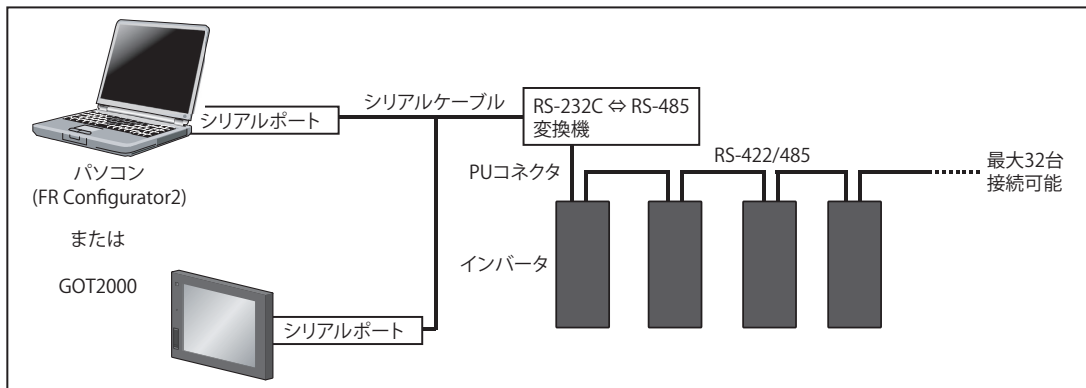 シリアルポート
シリアルケーブル
RS-232C ⇔ RS-485
変換機
パソコン
(FR Configurator2)
または
GOT2000
シリアルポート
PUコネクタ
RS-422/485
最大32台
接続可能
インバータ